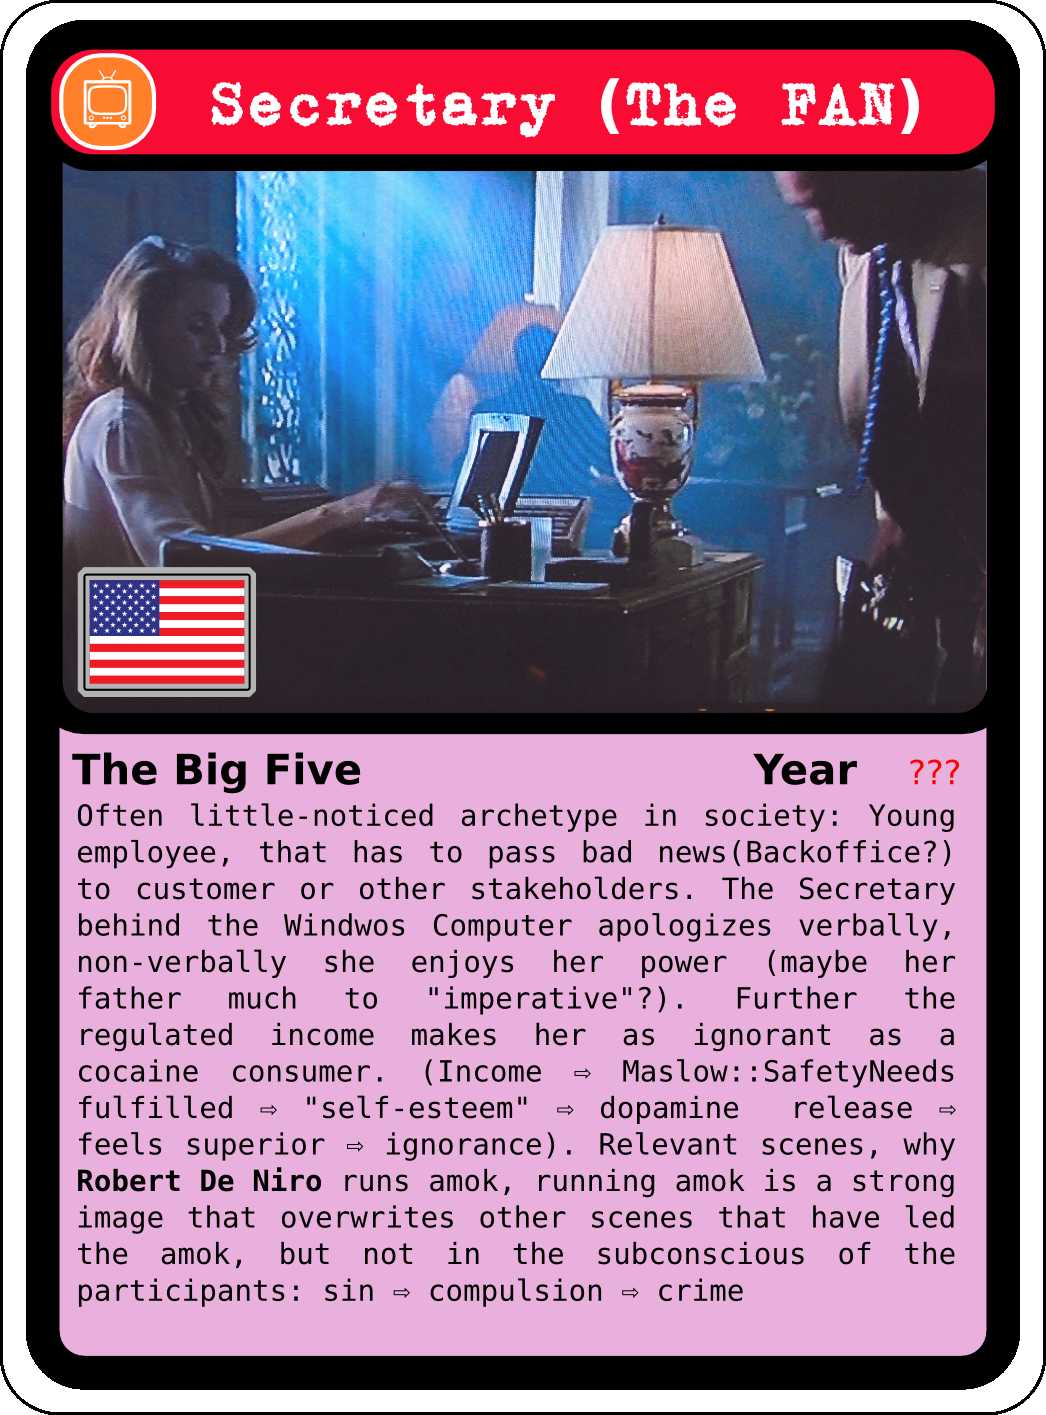 Secretary (The FAN)
The Big Five Year ???
Often little-noticed archetype in society: Young
employee, that has to pass bad news(Backoffice?)
to customer or other stakeholders. The Secretary
behind the Windwos Computer apologizes verbally,
non-verbally she enjoys her power (maybe her
father much to "imperative"?). Further the
regulated income makes her as ignorant as a
cocaine consumer. (Income ⇨ Maslow::SafetyNeeds
fulfilled ⇨ "self-esteem" ⇨ dopamine release ⇨
feels superior ⇨ ignorance). Relevant scenes, why
Robert De Niro runs amok, running amok is a strong
image that overwrites other scenes that have led
the amok, but not in the subconscious of the
participants: sin ⇨ compulsion ⇨ crime